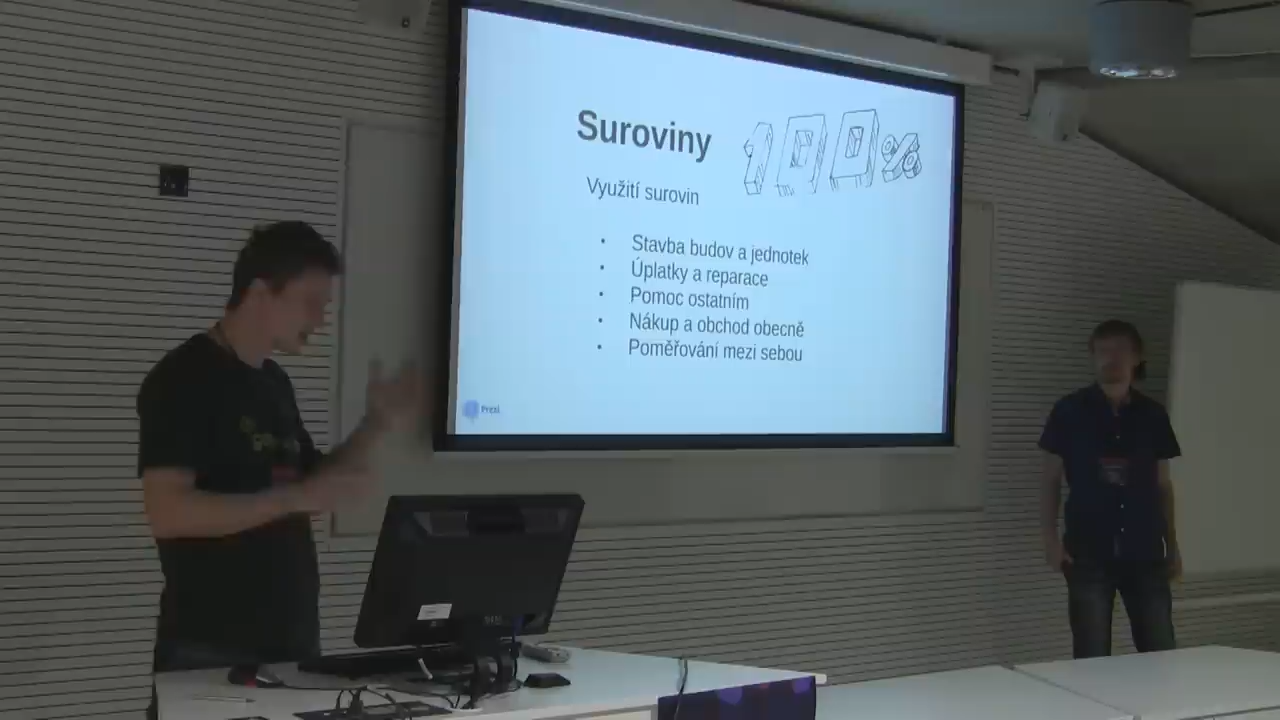 Suroviny
100%
Využití surovin
• Stavba budov a jednotek
• Úplatky a reparace
• Pomoc ostatním
• Nákup a obchod obecně
• Poměřování mezi sebou
Prezi